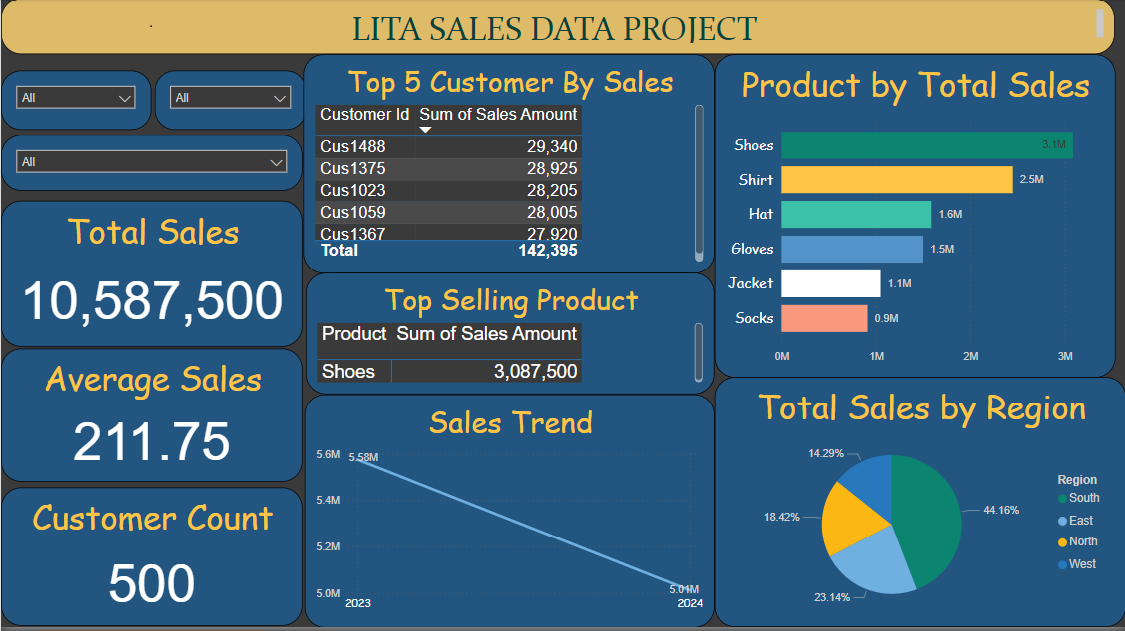 LITA SALES DATA PROJECT
All
All
All
Total Sales
10,587,500
Average Sales
211.75
Customer Count
500
Top 5 Customer By Sales
Customer Id Sum of Sales Amount
Cus1488 29,340
Cus1375 28,925
Cus1023 28,205
Cus1059 28,005
Cus1367 27,920
Total 142,395
Top Selling Product
Product Sum of Sales Amount
Shoes 3,087,500
Sales Trend
5.6M
5.58M
5.4M
5.2M
5.0M
5.01M
2023 2024
Product by Total Sales
Shoes 3.1M
Shirt 2.5M
Hat 1.6M
Gloves 1.5M
Jacket 1.1M
Socks 0.9M
0M 1M 2M 3M
Total Sales by Region
14.29%
18.42%
23.14%
44.16%
Region
South
East
North
West